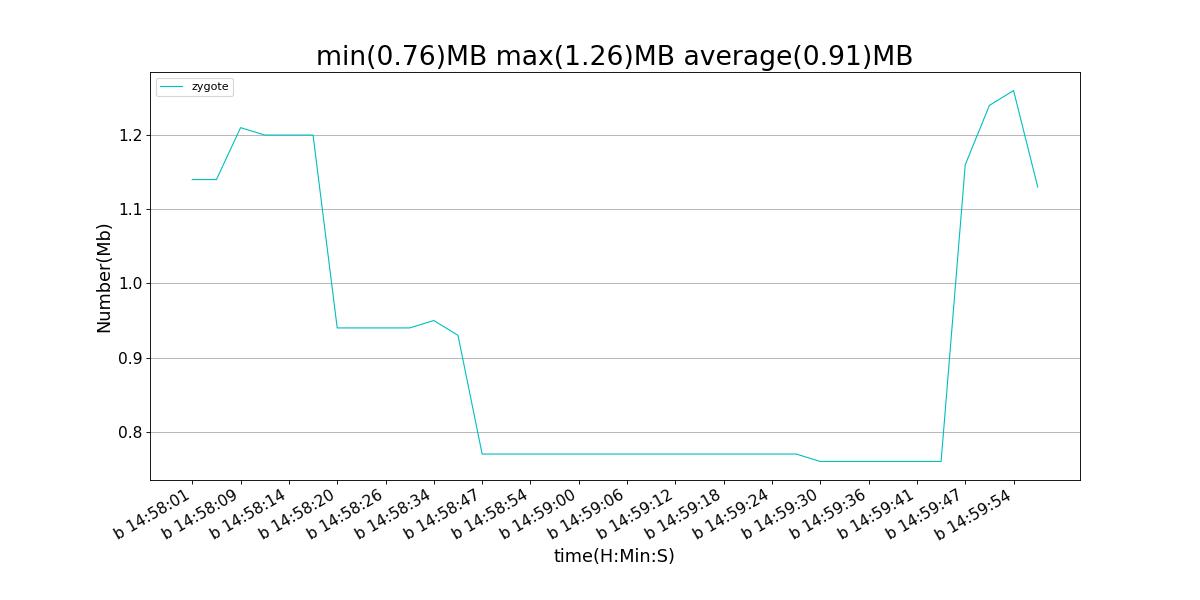 min(0.76)MB max(1.26)MB average(0.91)MB
zygote
1.2
1.1
1.0
0.9
0.8
Number(Mb)
b 14:58:01
b 14:58:09
b 14:58:14
b 14:58:20
b 14:58:26
b 14:58:34
b 14:58:47
b 14:58:54
b 14:59:00
b 14:59:06
b 14:59:12
b 14:59:18
b 14:59:24
b 14:59:30
b 14:59:36
b 14:59:41
b 14:59:47
b 14:59:54
time(H:Min:S)